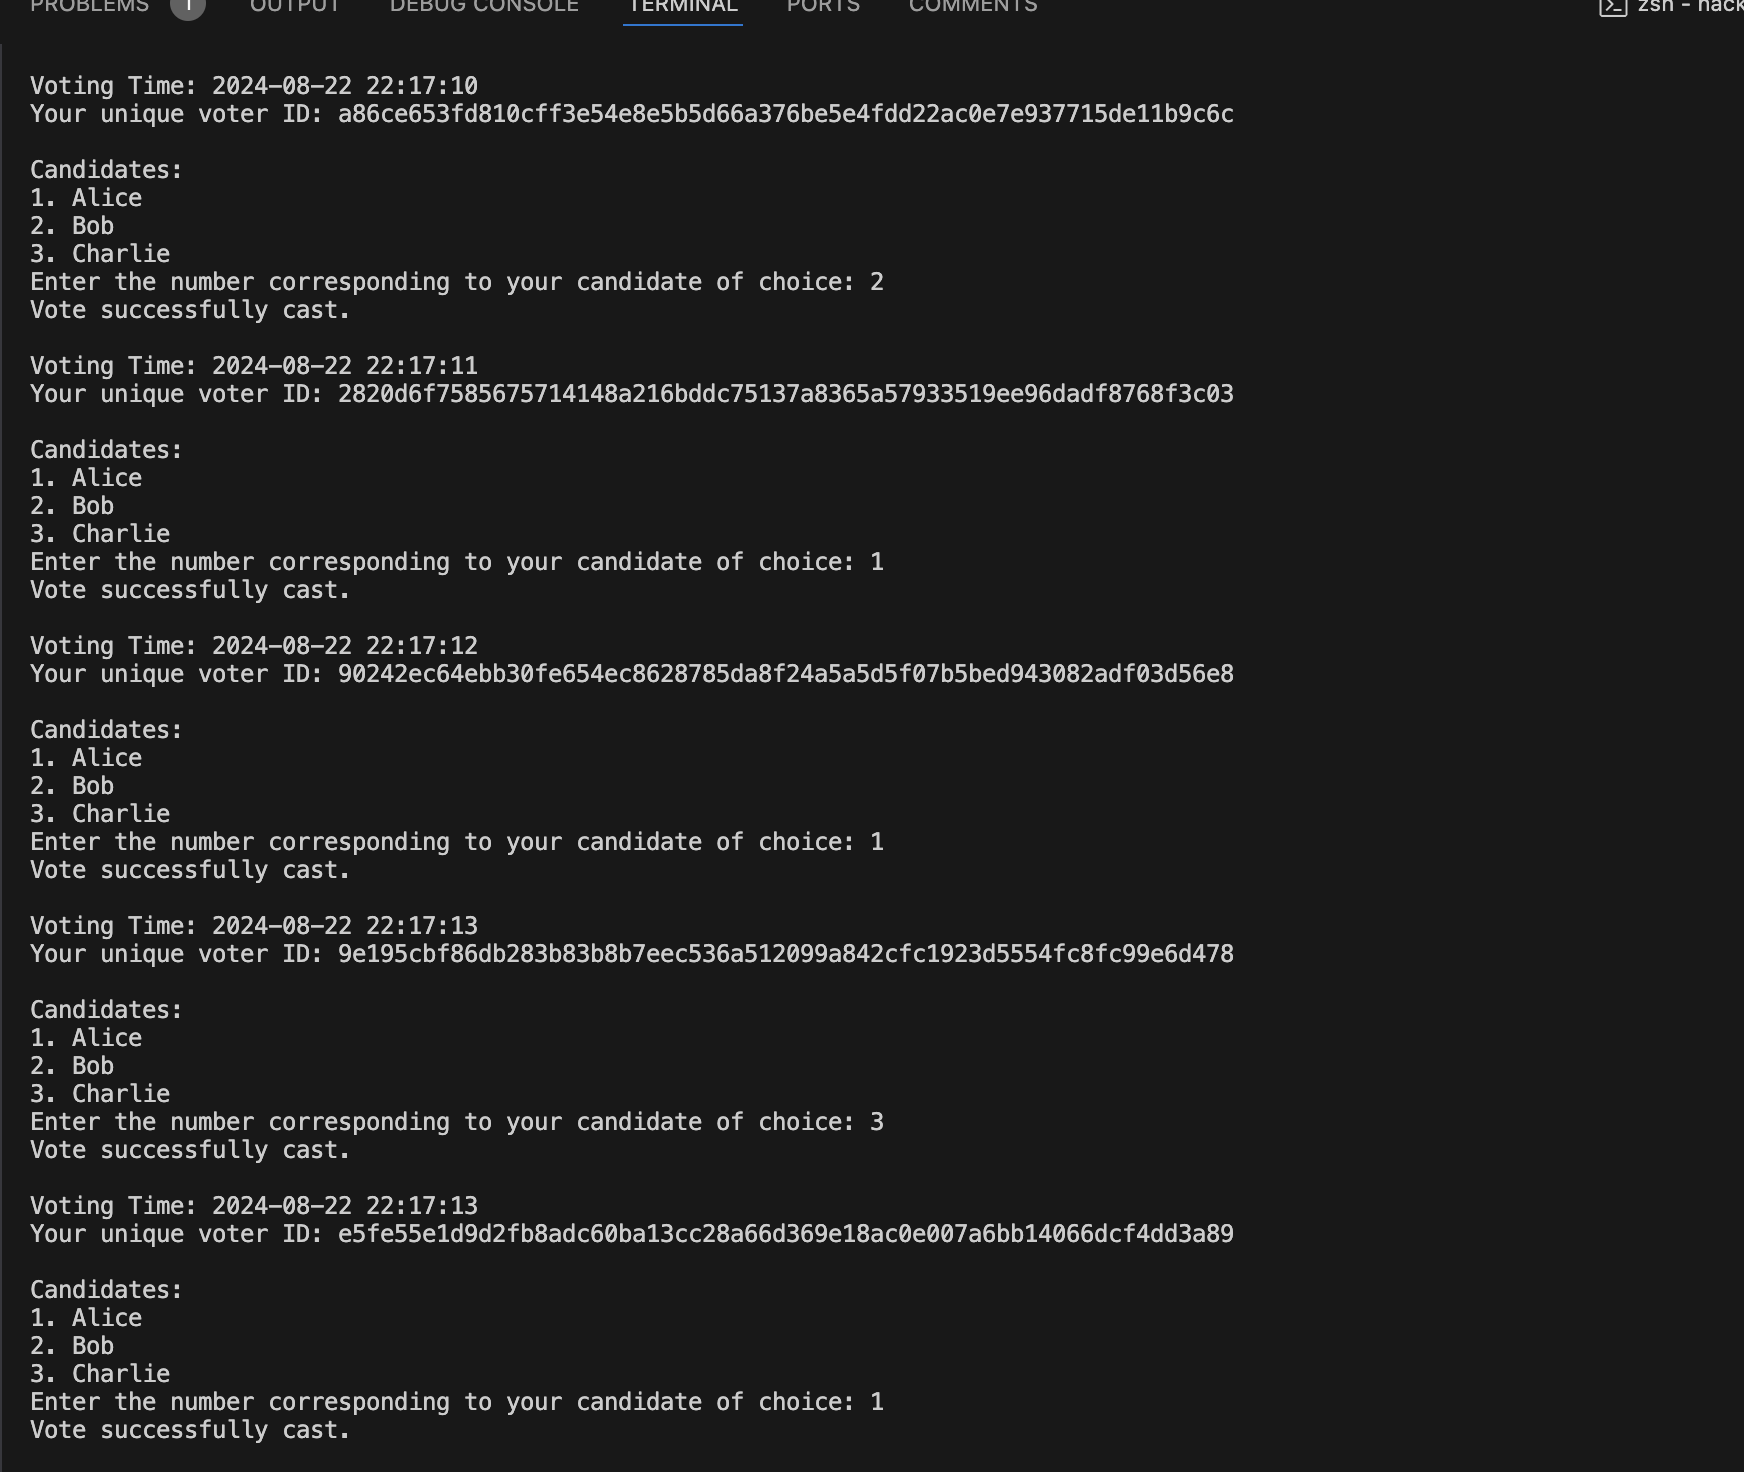 PROBLEMS 1 OUTPUT DEBUG CONSOLE TERMINAL PORTS COMMENTS zsh - hack
Voting Time: 2024-08-22 22:17:10
Your unique voter ID: a86ce653fd810cff3e54e8e5b5d66a376be5e4fdd22ac0e7e937715de11b9c6c
Candidates:
1. Alice
2. Bob
3. Charlie
Enter the number corresponding to your candidate of choice: 2
Vote successfully cast.
Voting Time: 2024-08-22 22:17:11
Your unique voter ID: 2820d6f7585675714148a216bddc75137a8365a57933519ee96dadf8768f3c03
Candidates:
1. Alice
2. Bob
3. Charlie
Enter the number corresponding to your candidate of choice: 1
Vote successfully cast.
Voting Time: 2024-08-22 22:17:12
Your unique voter ID: 90242ec64ebb30fe654ec8628785da8f24a5a5d5f07b5bed943082adf03d56e8
Candidates:
1. Alice
2. Bob
3. Charlie
Enter the number corresponding to your candidate of choice: 1
Vote successfully cast.
Voting Time: 2024-08-22 22:17:13
Your unique voter ID: 9e195cbf86db283b83b8b7eec536a512099a842cfc1923d5554fc8fc99e6d478
Candidates:
1. Alice
2. Bob
3. Charlie
Enter the number corresponding to your candidate of choice: 3
Vote successfully cast.
Voting Time: 2024-08-22 22:17:13
Your unique voter ID: e5fe55e1d9d2fb8adc60ba13cc28a66d369e18ac0e007a6bb14066dcf4dd3a89
Candidates:
1. Alice
2. Bob
3. Charlie
Enter the number corresponding to your candidate of choice: 1
Vote successfully cast.